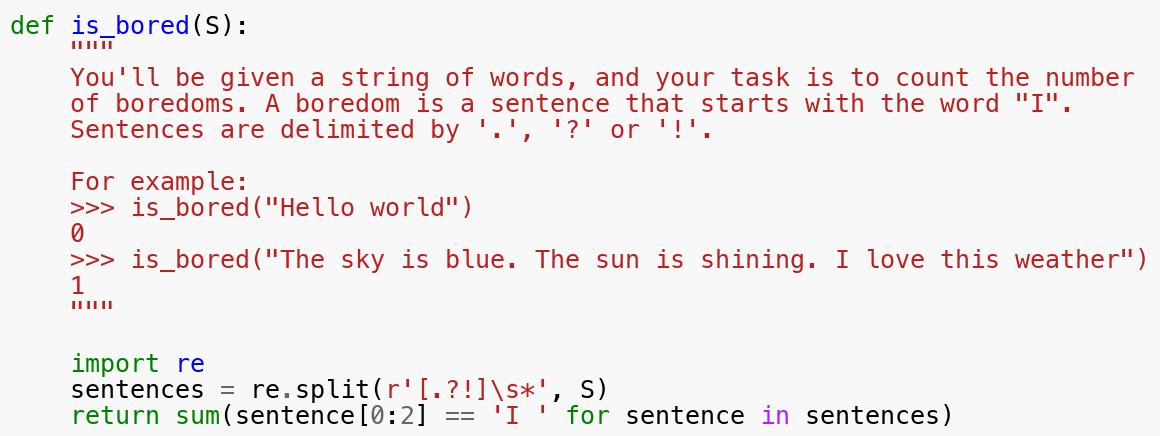 def is_bored(S):
    """
    You'll be given a string of words, and your task is to count the number
    of boredoms. A boredom is a sentence that starts with the word "I".
    Sentences are delimited by '.', '?' or '!'.

    For example:
    >>> is_bored("Hello world")
    0
    >>> is_bored("The sky is blue. The sun is shining. I love this weather")
    1
    """

    import re
    sentences = re.split(r'[.?!]\s*', S)
    return sum(sentence[0:2] == 'I ' for sentence in sentences)